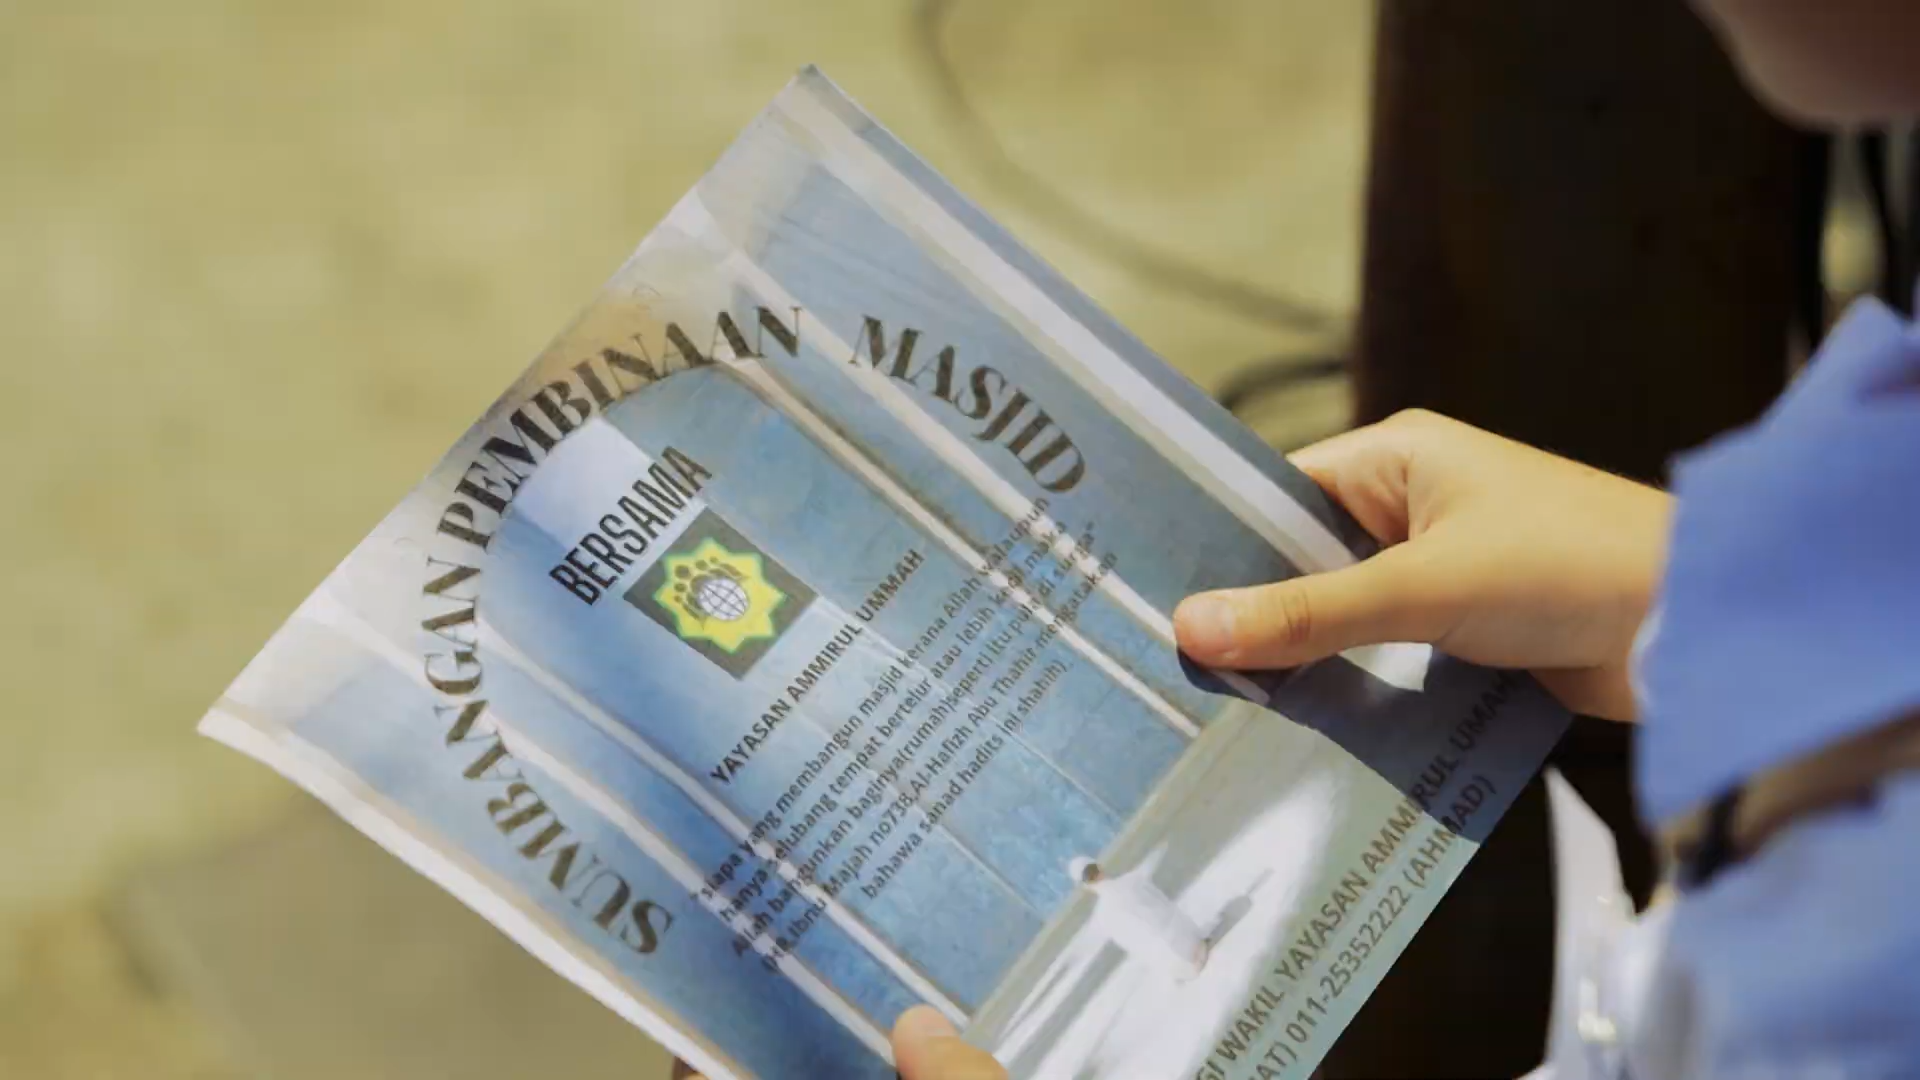 SUMBANGAN PEMBINAAN MASJID
BERSAMA
YAYASAN AMMIRUL UMMAH
"siapa yang membangun masjid kerana Allah walaupun
hanya selubang tempat bertelur atau lebih kecil, maka
Allah bangunkan baginya(rumah)seperti itu pula di surga"
(HR.Ibnu Majah no738.Al-Hafizh Abu Thahir mengatakan
bahawa sanad hadits ini shahih).
WAKIL YAYASAN AMMIRUL UMAH
011-25352222 (AHMAD)